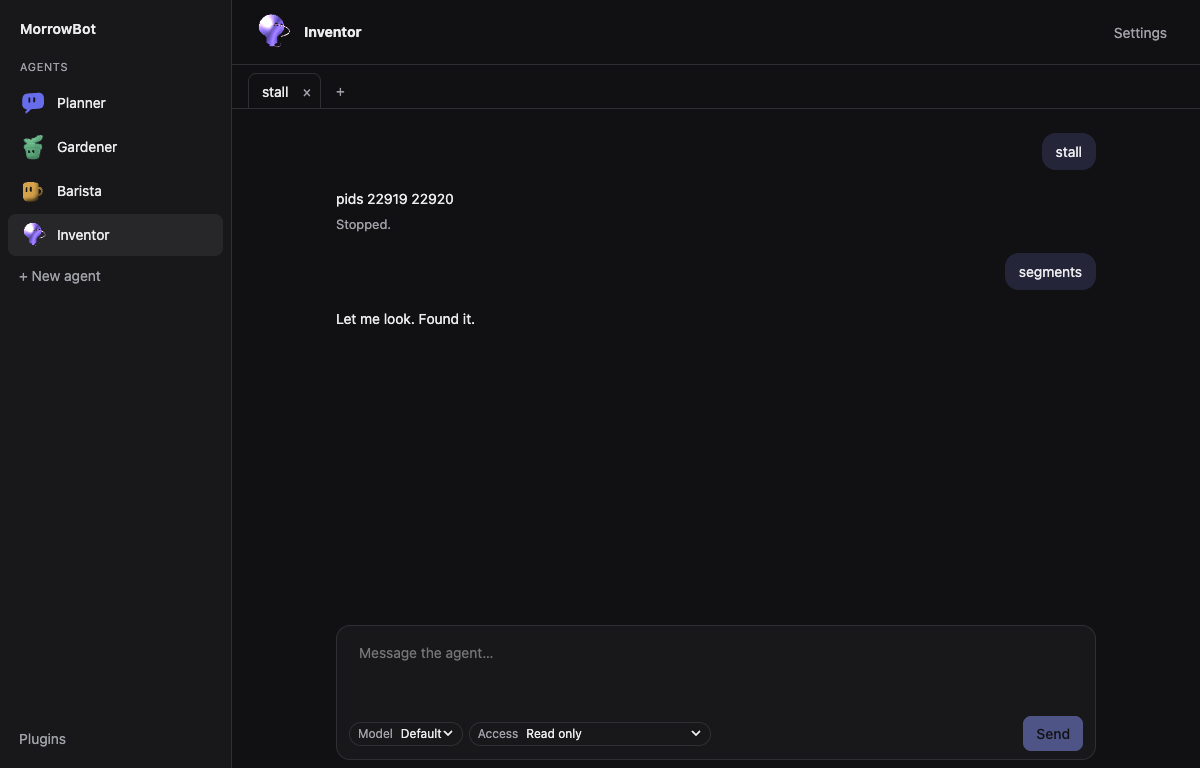 MorrowBot
AGENTS
Planner
Gardener
Barista
Inventor
+ New agent
Plugins
Inventor
Settings
stall ×
+
stall
pids 22919 22920
Stopped.
segments
Let me look. Found it.
Message the agent...
Model Default
Access Read only
Send